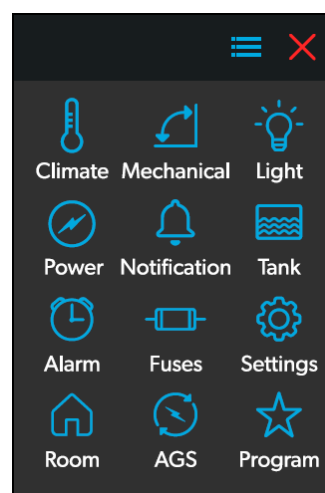 Climate Mechanical Light
Power Notification Tank
Alarm Fuses Settings
Room AGS Program